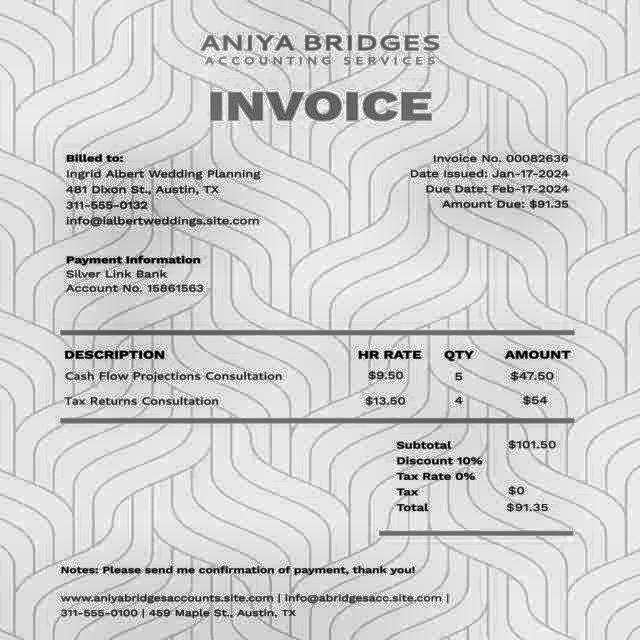 ANIYA BRIDGES
ACCOUNTING SERVICES
INVOICE
Billed to:
Ingrid Albert Wedding Planning
481 Dixon St., Austin, TX
311-555-0132
info@ialbertweddings.site.com
Invoice No. 00082636
Date Issued: Jan-17-2024
Due Date: Feb-17-2024
Amount Due: $91.35
Payment Information
Silver Link Bank
Account No. 15861563
DESCRIPTION HR RATE QTY AMOUNT
Cash Flow Projections Consultation $9.50 5 $47.50
Tax Returns Consultation $13.50 4 $54
Subtotal $101.50
Discount 10%
Tax Rate 0%
Tax $0
Total $91.35
Notes: Please send me confirmation of payment, thank you!
www.aniyabridgesaccounts.site.com | info@abridgesacc.site.com |
311-555-0100 | 459 Maple St., Austin, TX